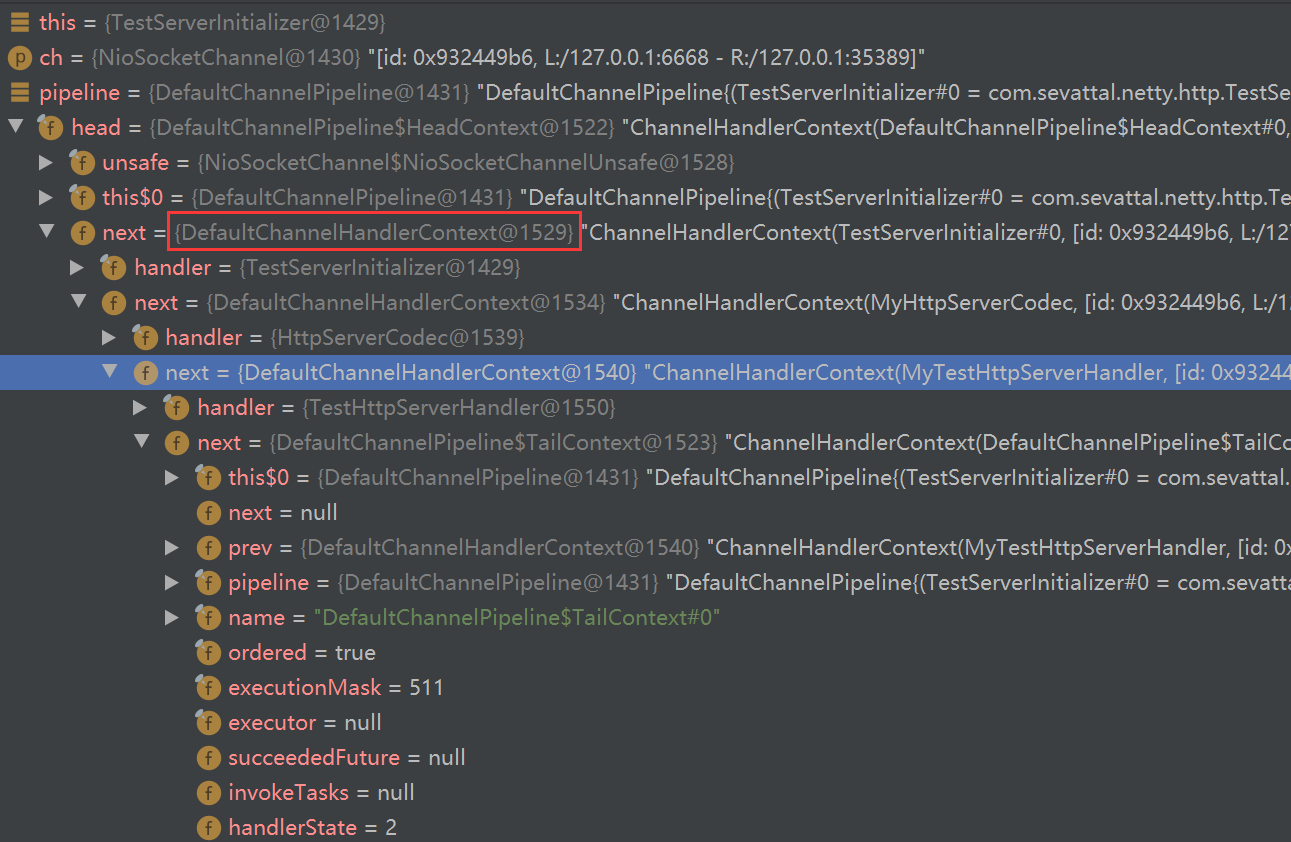 this = {TestServerInitializer@1429}
p ch = {NioSocketChannel@1430} "[id: 0x932449b6, L:/127.0.0.1:6668 - R:/127.0.0.1:35389]"
pipeline = {DefaultChannelPipeline@1431} "DefaultChannelPipeline{(TestServerInitializer#0 = com.sevattal.netty.http.TestSe
f head = {DefaultChannelPipeline$HeadContext@1522} "ChannelHandlerContext(DefaultChannelPipeline$HeadContext#0,
f unsafe = {NioSocketChannel$NioSocketChannelUnsafe@1528}
f this$0 = {DefaultChannelPipeline@1431} "DefaultChannelPipeline{(TestServerInitializer#0 = com.sevattal.netty.http.Te
f next = {DefaultChannelHandlerContext@1529} "ChannelHandlerContext(TestServerInitializer#0, [id: 0x932449b6, L:/127
f handler = {TestServerInitializer@1429}
f next = {DefaultChannelHandlerContext@1534} "ChannelHandlerContext(MyHttpServerCodec, [id: 0x932449b6, L:/1
f handler = {HttpServerCodec@1539}
f next = {DefaultChannelHandlerContext@1540} "ChannelHandlerContext(MyTestHttpServerHandler, [id: 0x93244
f handler = {TestHttpServerHandler@1550}
f next = {DefaultChannelPipeline$TailContext@1523} "ChannelHandlerContext(DefaultChannelPipeline$TailCo
f this$0 = {DefaultChannelPipeline@1431} "DefaultChannelPipeline{(TestServerInitializer#0 = com.sevattal.
f next = null
f prev = {DefaultChannelHandlerContext@1540} "ChannelHandlerContext(MyTestHttpServerHandler, [id: 0x
f pipeline = {DefaultChannelPipeline@1431} "DefaultChannelPipeline{(TestServerInitializer#0 = com.sevatta
f name = "DefaultChannelPipeline$TailContext#0"
f ordered = true
f executionMask = 511
f executor = null
f succeededFuture = null
f invokeTasks = null
f handlerState = 2